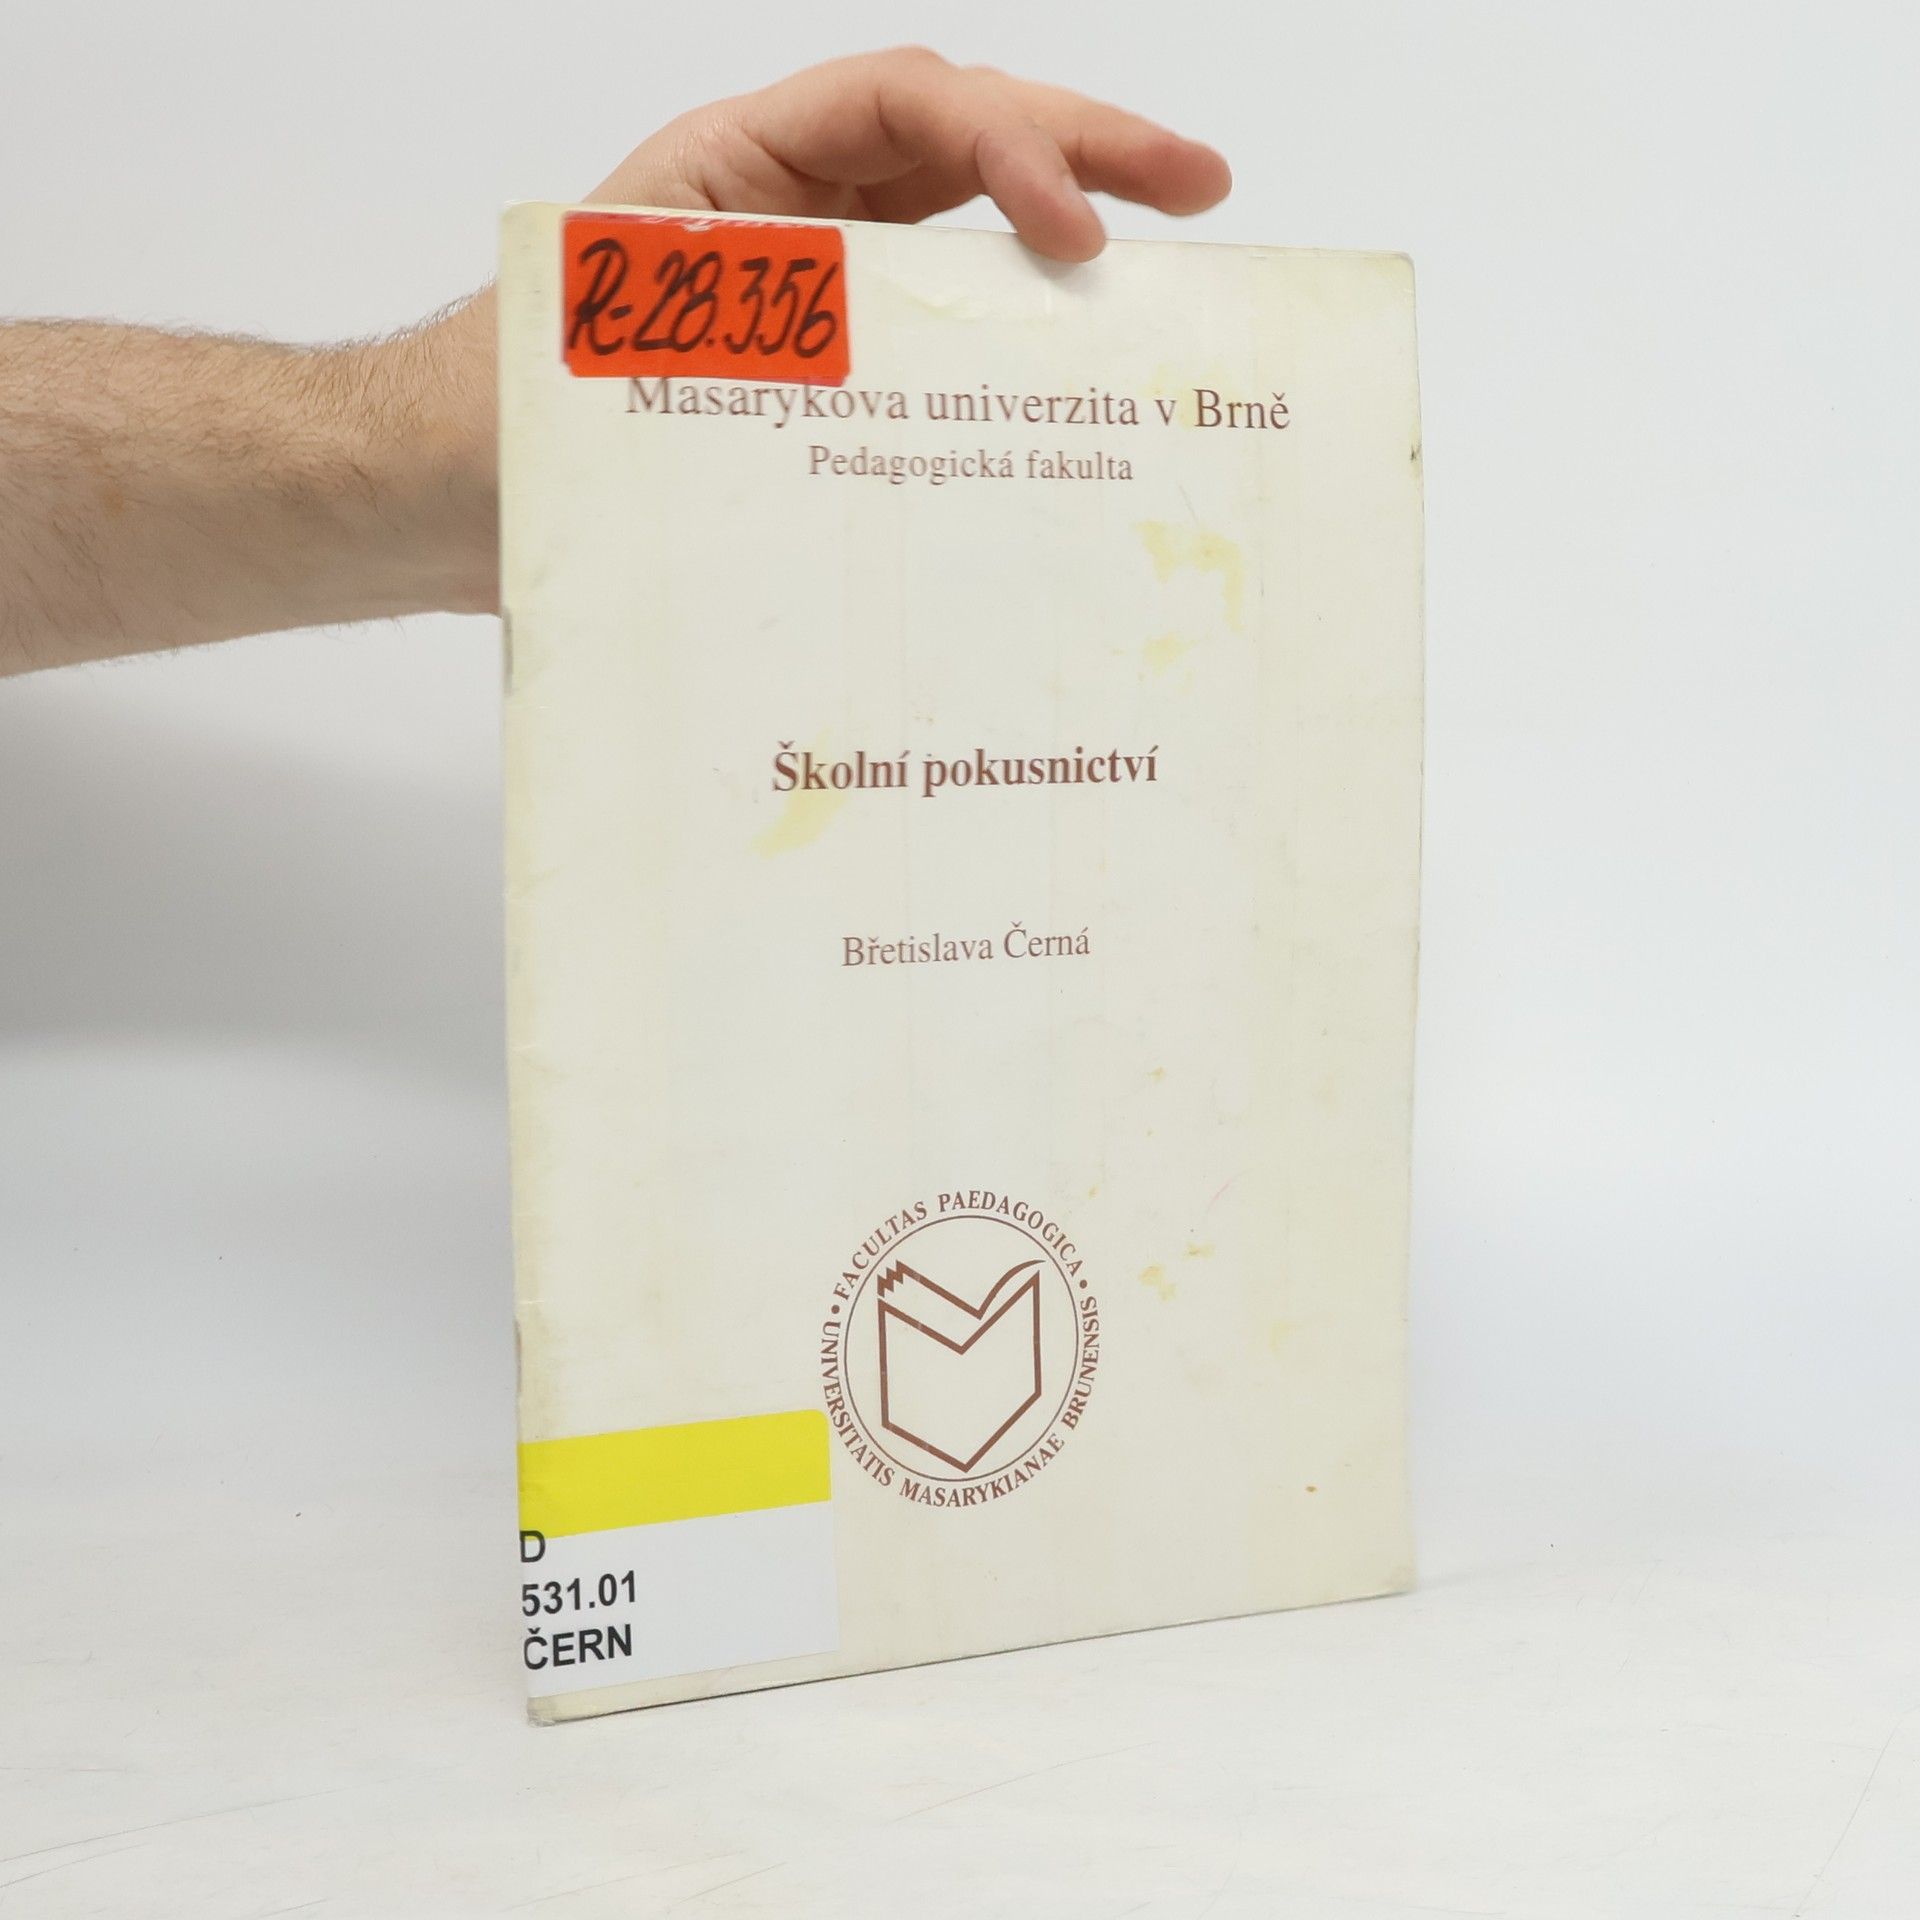 R-28.356
Masarykova univerzita v Brně
Pedagogická fakulta
Školní pokusnictví
Břetislava Černá
• FACULTAS PAEDAGOGICA • UNIVERSITATIS MASARYKIANAE BRUNENSIS
D
531.01
ČERN